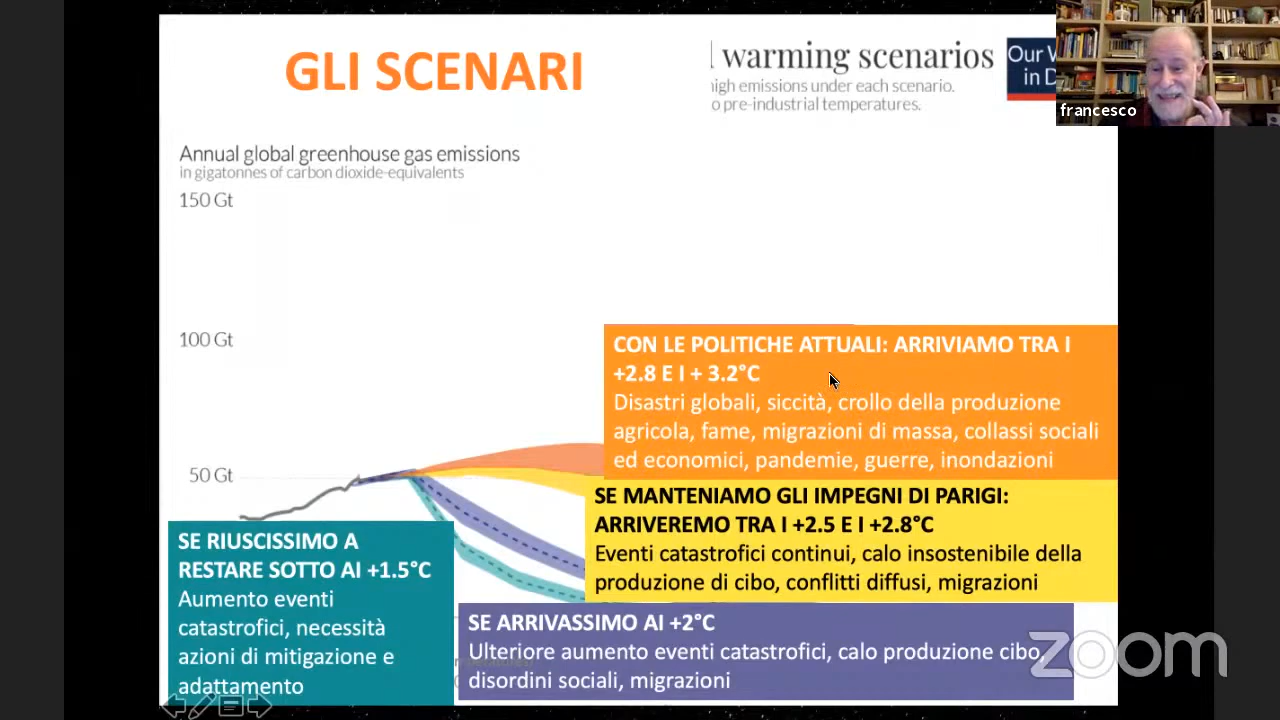 GLI SCENARI
warming scenarios
emissions under each scenario.
pre-industrial temperatures.
Our
in
francesco
Annual global greenhouse gas emissions
in gigatonnes of carbon dioxide-equivalents
150 Gt
100 Gt
50 Gt
CON LE POLITICHE ATTUALI: ARRIVIAMO TRA I
+2.8 E I + 3.2°C
Disastri globali, siccità, crollo della produzione
agricola, fame, migrazioni di massa, collassi sociali
ed economici, pandemie, guerre, inondazioni
SE MANTENIAMO GLI IMPEGNI DI PARIGI:
ARRIVEREMO TRA I +2.5 E I +2.8°C
Eventi catastrofici continui, calo insostenibile della
produzione di cibo, conflitti diffusi, migrazioni
SE RIUSCISSIMO A
RESTARE SOTTO AI +1.5°C
Aumento eventi
catastrofici, necessità
azioni di mitigazione e
adattamento
SE ARRIVASSIMO AI +2°C
Ulteriore aumento eventi catastrofici, calo produzione cibo,
disordini sociali, migrazioni
zoom